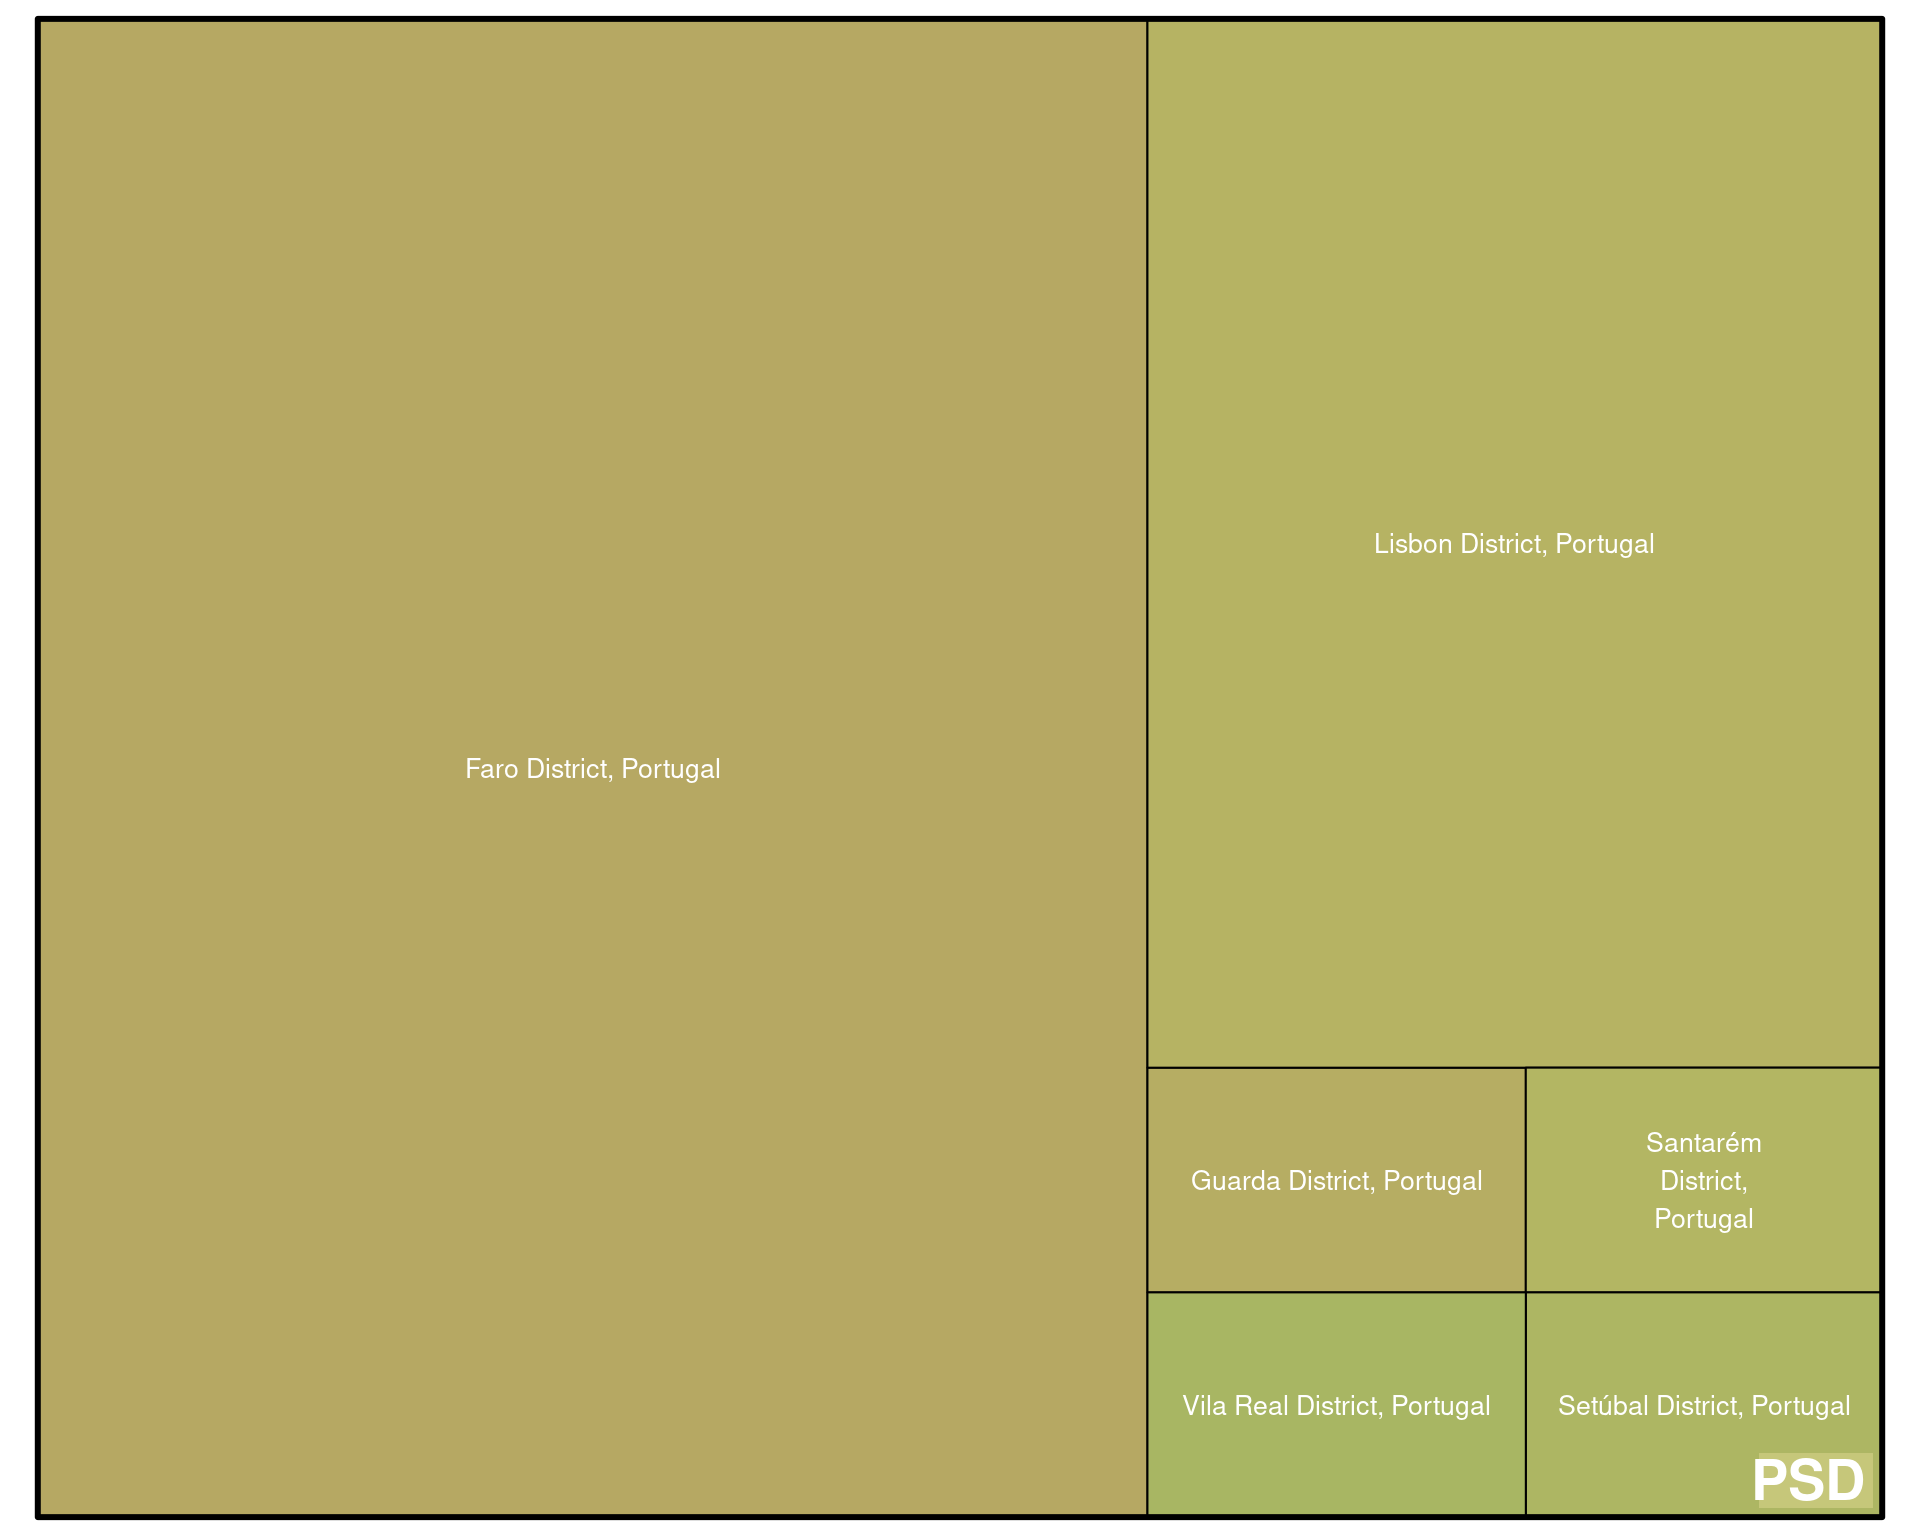 Faro District, Portugal
Lisbon District, Portugal
Guarda District, Portugal
Santarém
District,
Portugal
Vila Real District, Portugal
Setúbal District, Portugal
PSD